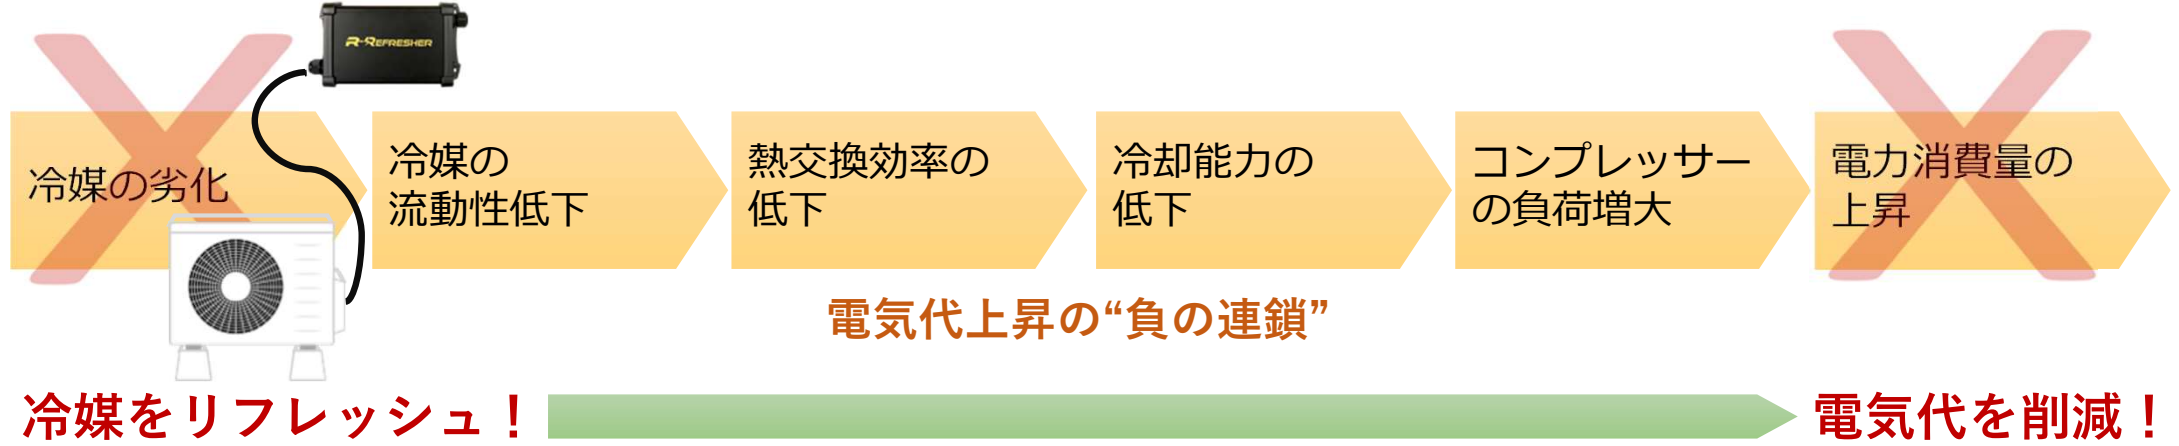 R-REFRESHER
冷媒の劣化
冷媒の
流動性低下
熱交換効率の
低下
冷却能力の
低下
コンプレッサー
の負荷増大
電力消費量の
上昇
電気代上昇の“負の連鎖”
冷媒をリフレッシュ！
電気代を削減！